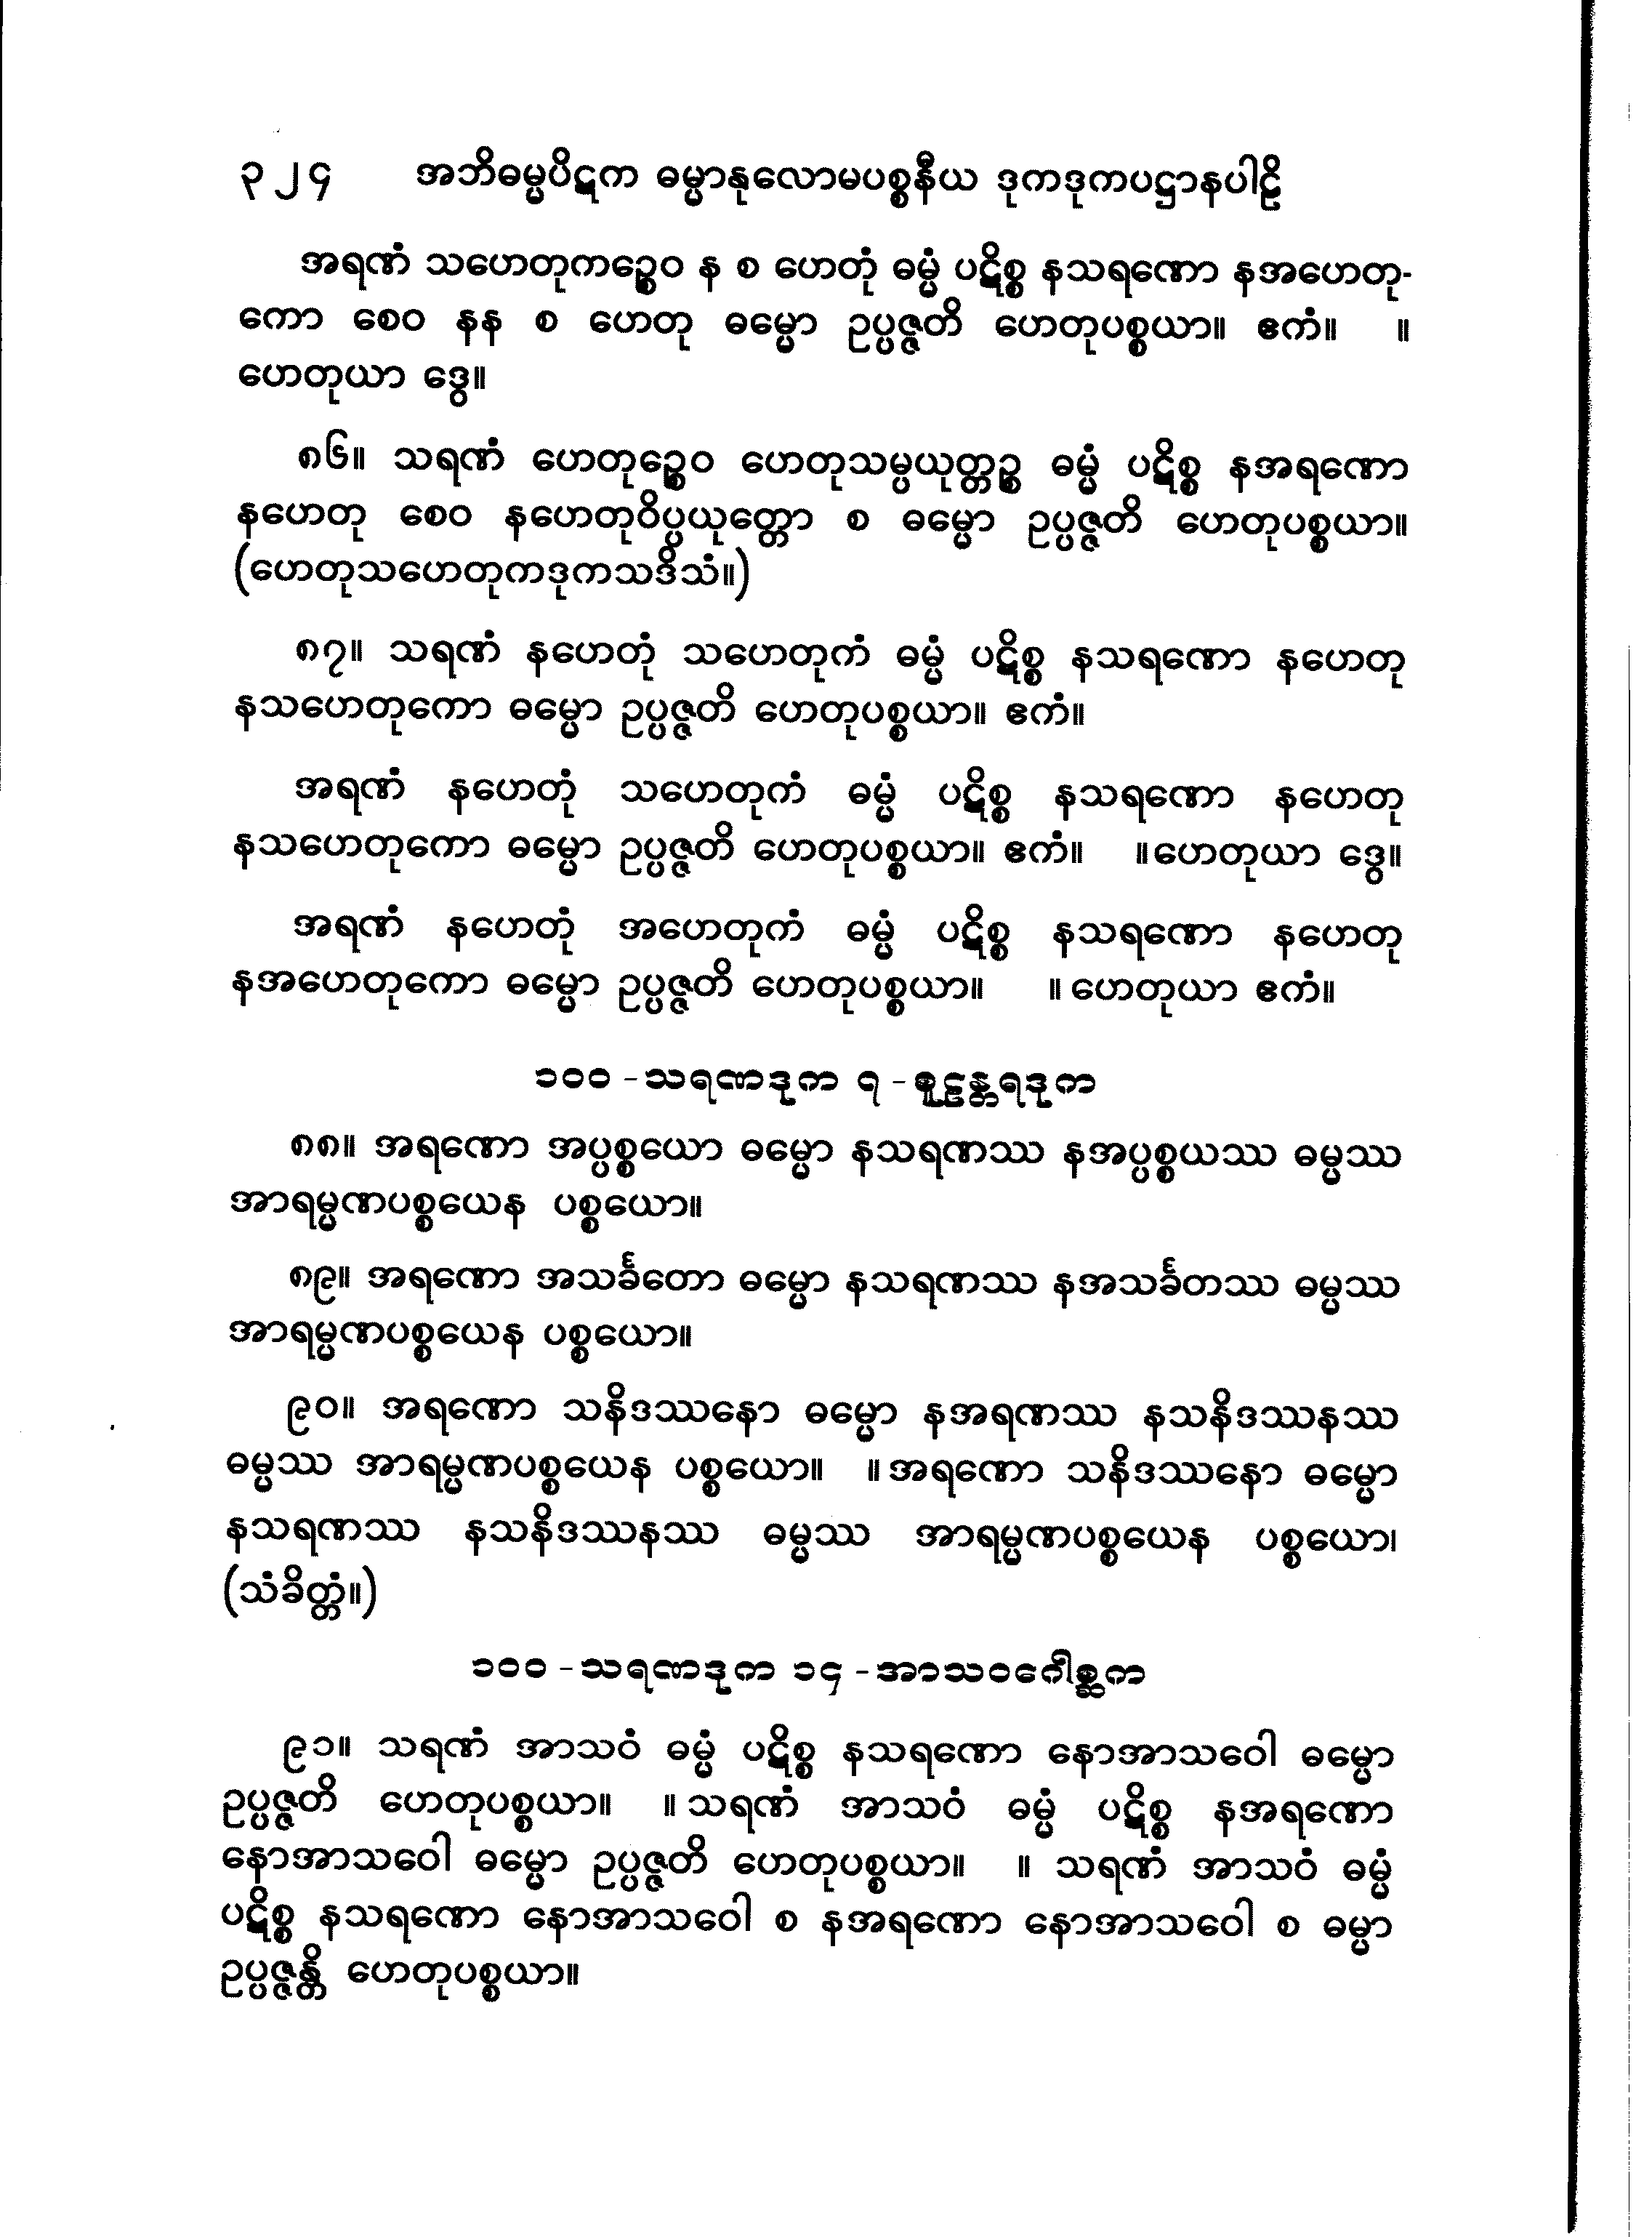 ၃၂၄ အဘိဓမ္မပိဋက ဓမ္မာနုလောမပစ္စနီယ ဒုကဒုကပဋ္ဌာနပါဠိ
အရဏံ သဟေတုကဉ္စေဝ န စ ဟေတုံ ဓမ္မံ ပဋိစ္စ နသရဏော နအဟေတု-
ကော စေဝ နန စ ဟေတု ဓမ္မော ဥပ္ပဇ္ဇတိ ဟေတုပစ္စယာ။ ဧကံ။ ။
ဟေတုယာ ဒွေ။
၈၆။ သရဏံ ဟေတုဉ္စေဝ ဟေတုသမ္ပယုတ္တဉ္စ ဓမ္မံ ပဋိစ္စ နအရဏော
နဟေတု စေဝ နဟေတုဝိပ္ပယုတ္တော စ ဓမ္မော ဥပ္ပဇ္ဇတိ ဟေတုပစ္စယာ။
(ဟေတုသဟေတုကဒုကသဒိသံ။)
၈၇။ သရဏံ နဟေတုံ သဟေတုကံ ဓမ္မံ ပဋိစ္စ နသရဏော နဟေတု
နသဟေတုကော ဓမ္မော ဥပ္ပဇ္ဇတိ ဟေတုပစ္စယာ။ ဧကံ။
အရဏံ နဟေတုံ သဟေတုကံ ဓမ္မံ ပဋိစ္စ နသရဏော နဟေတု
နသဟေတုကော ဓမ္မော ဥပ္ပဇ္ဇတိ ဟေတုပစ္စယာ။ ဧကံ။ ။ဟေတုယာ ဒွေ။
အရဏံ နဟေတုံ အဟေတုကံ ဓမ္မံ ပဋိစ္စ နသရဏော နဟေတု
နအဟေတုကော ဓမ္မော ဥပ္ပဇ္ဇတိ ဟေတုပစ္စယာ။ ။ ဟေတုယာ ဧကံ။
၁၀၀ - သရဏဒုက ၇ - စူဠန္တရဒုက
၈၈။ အရဏော အပ္ပစ္စယော ဓမ္မော နသရဏဿ နအပ္ပစ္စယဿ ဓမ္မဿ
အာရမ္မဏပစ္စယေန ပစ္စယော။
၈၉။ အရဏော အသင်္ခတော ဓမ္မော နသရဏဿ နအသင်္ခတဿ ဓမ္မဿ
အာရမ္မဏပစ္စယေန ပစ္စယော။
၉၀။ အရဏော သနိဒဿနော ဓမ္မော နအရဏဿ နသနိဒဿနဿ
ဓမ္မဿ အာရမ္မဏပစ္စယေန ပစ္စယော။ ။အရဏော သနိဒဿနော ဓမ္မော
နသရဏဿ နသနိဒဿနဿ ဓမ္မဿ အာရမ္မဏပစ္စယေန ပစ္စယော၊
(သံခိတ္တံ။)
၁၀၀ - သရဏဒုက ၁၄ - အာသဝဂေါစ္ဆက
၉၁။ သရဏံ အာသဝံ ဓမ္မံ ပဋိစ္စ နသရဏော နောအာသဝေါ ဓမ္မော
ဥပ္ပဇ္ဇတိ ဟေတုပစ္စယာ။ ။ သရဏံ အာသဝံ ဓမ္မံ ပဋိစ္စ နအရဏော
နောအာသဝေါ ဓမ္မော ဥပ္ပဇ္ဇတိ ဟေတုပစ္စယာ။ ။ သရဏံ အာသဝံ ဓမ္မံ
ပဋိစ္စ နသရဏော နောအာသဝေါ စ နအရဏော နောအာသဝေါ စ ဓမ္မာ
ဥပ္ပဇ္ဇန္တိ ဟေတုပစ္စယာ။